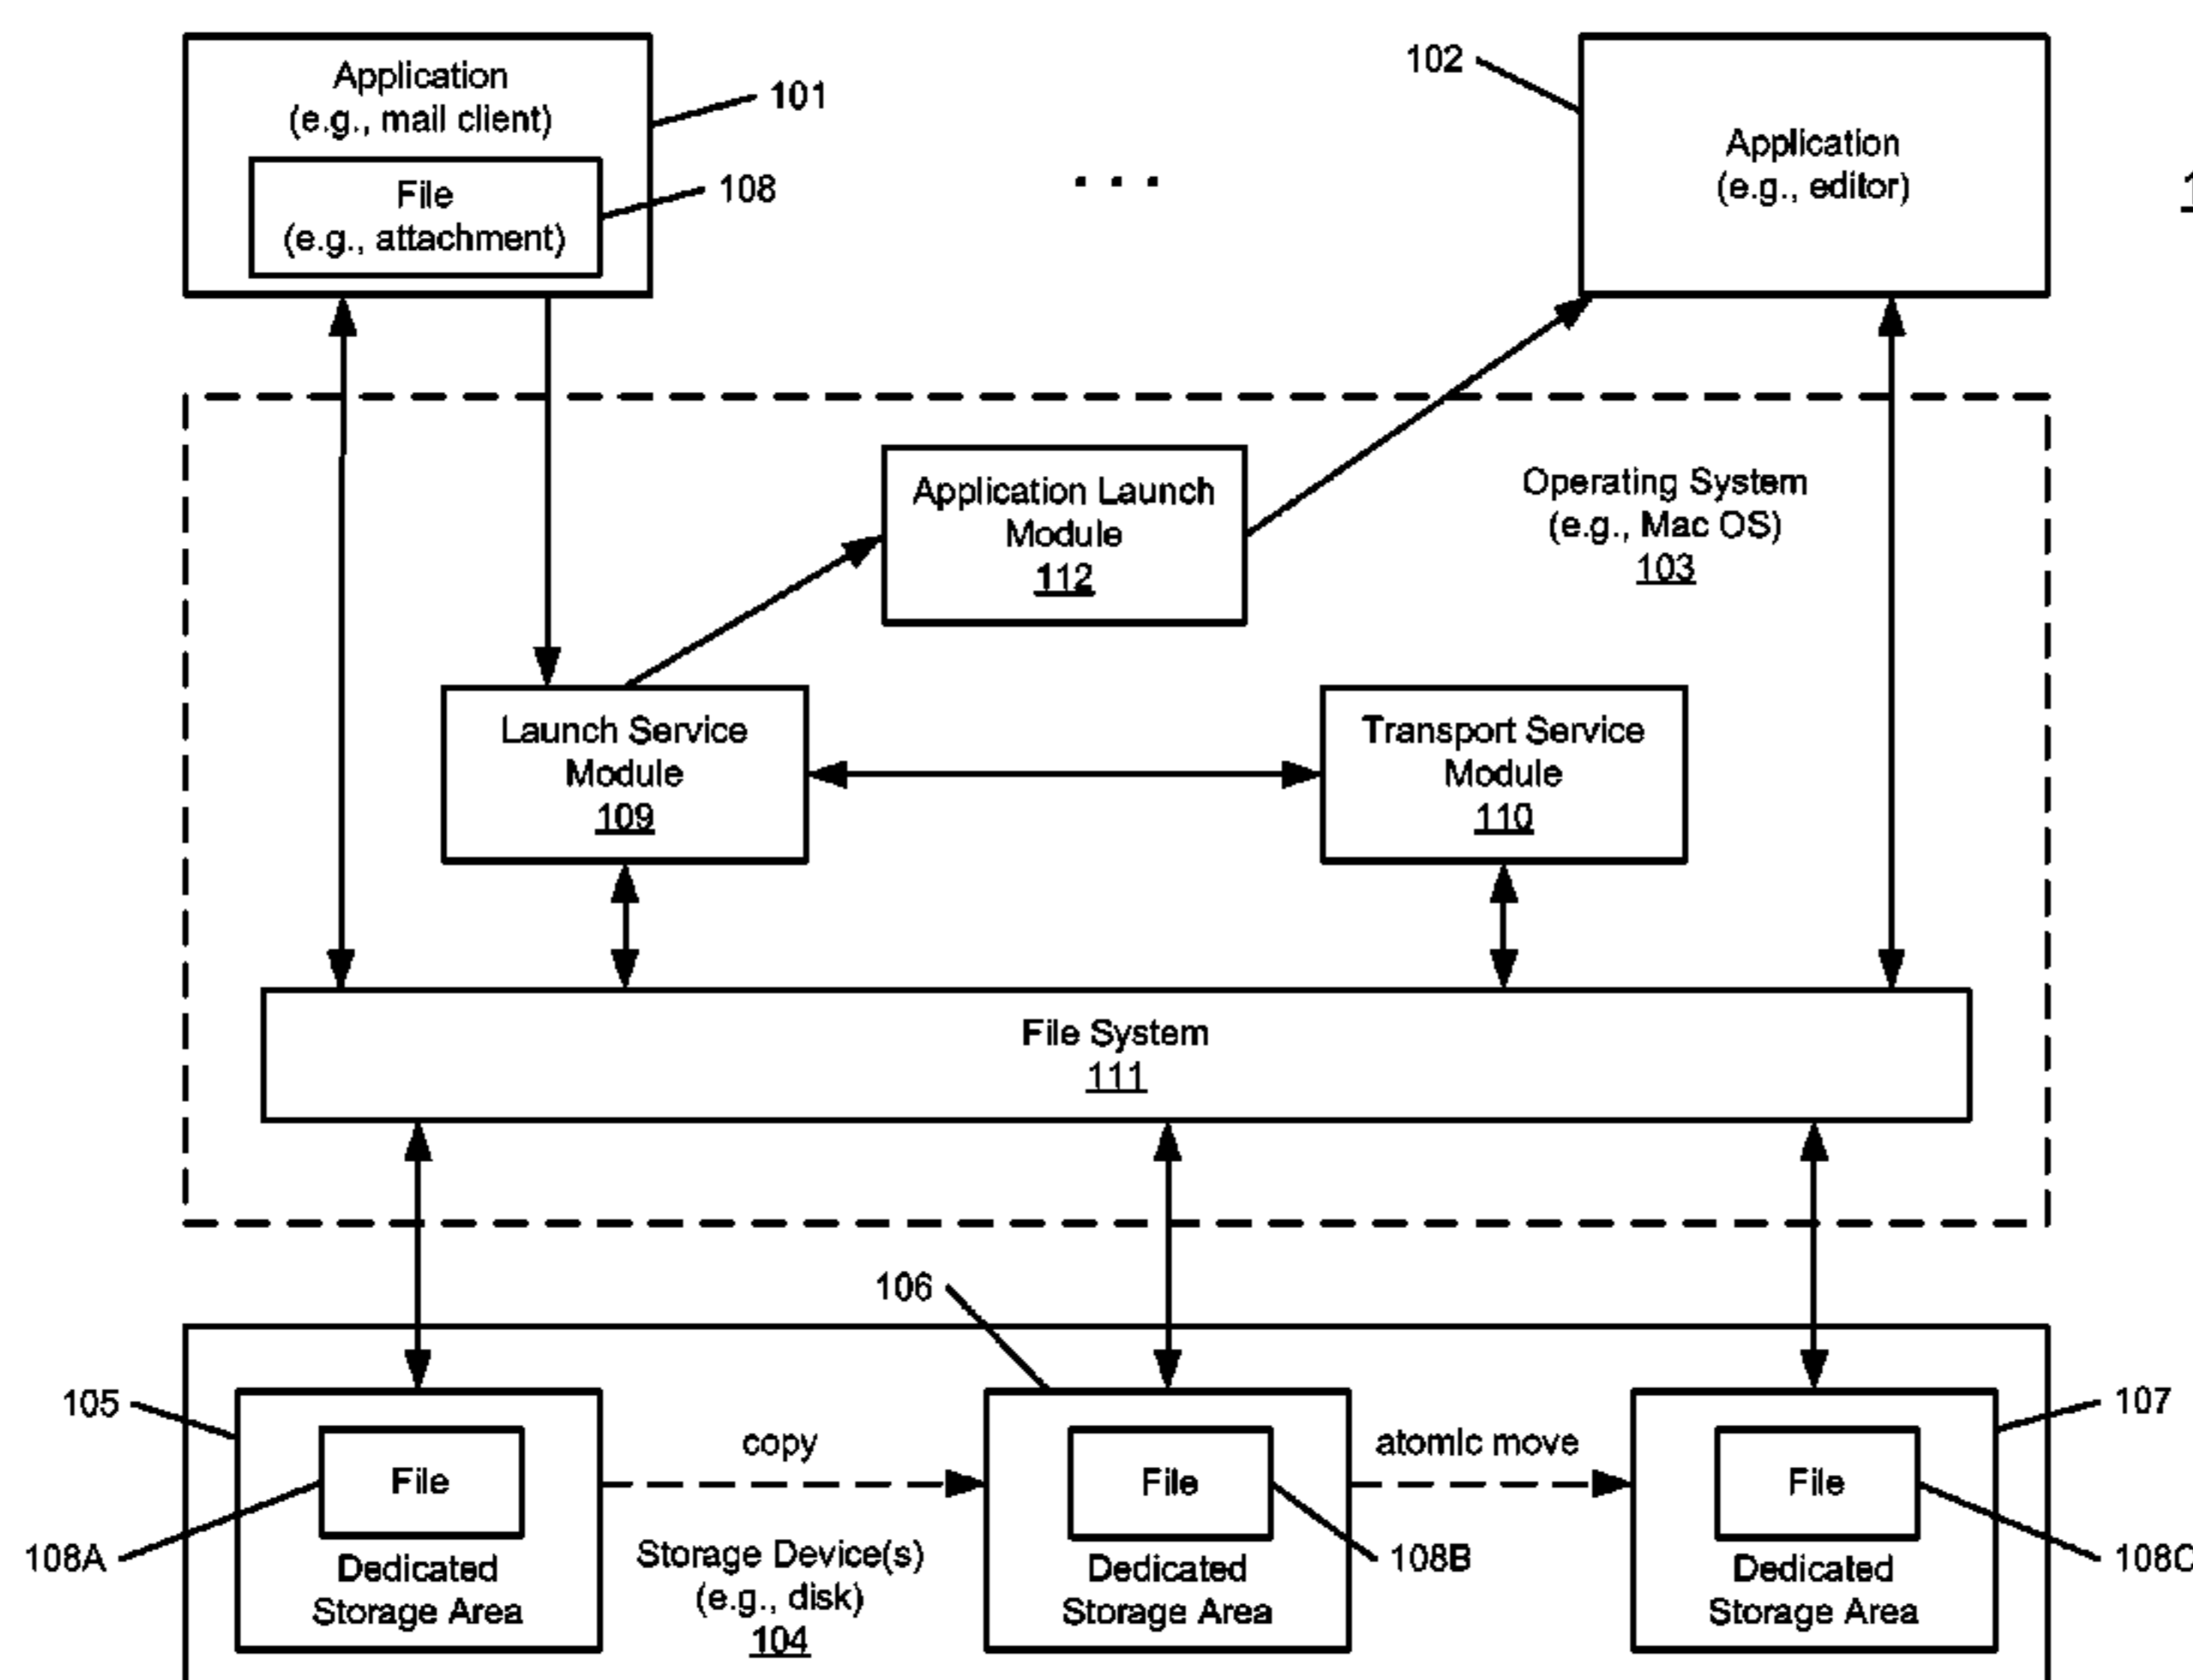 Application
(e.g., mail client)
101
File
(e.g., attachment)
108
. . .
102
Application
(e.g., editor)
Application Launch
Module
112
Operating System
(e.g., Mac OS)
103
Launch Service
Module
109
Transport Service
Module
110
File System
111
106
105
File
108A
Dedicated
Storage Area
copy
Storage Device(s)
(e.g., disk)
104
File
108B
Dedicated
Storage Area
atomic move
107
File
108C
Dedicated
Storage Area